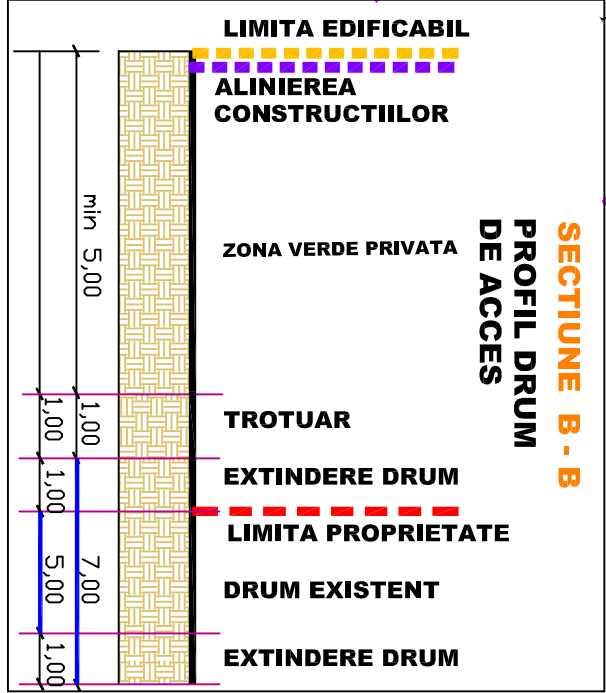 LIMITA EDIFICABIL
ALINIEREA
CONSTRUCTIILOR
min 5,00
ZONA VERDE PRIVATA
SECTIUNE B - B
PROFIL DRUM
DE ACCES
1,00
1,00
TROTUAR
1,00
EXTINDERE DRUM
LIMITA PROPRIETATE
5,00
7,00
DRUM EXISTENT
1,00
EXTINDERE DRUM